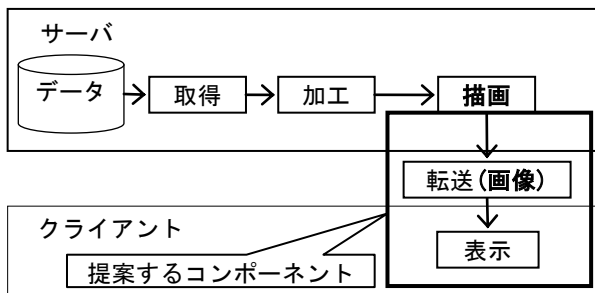 サーバ
データ
取得
加工
描画
転送(画像)
クライアント
表示
提案するコンポーネント